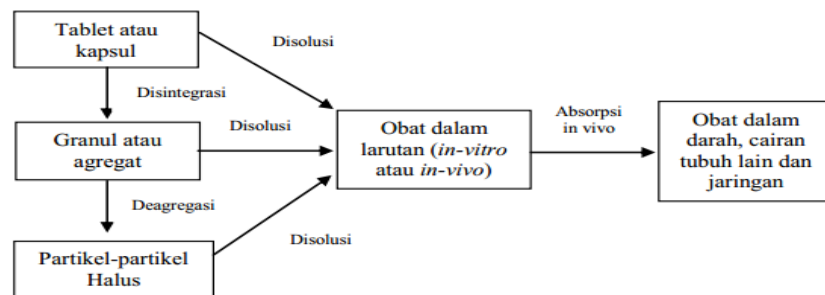 Tablet atau
kapsul
Disolusi
Disintegrasi
Granul atau
agregat
Disolusi
Deagregasi
Partikel-partikel
Halus
Disolusi
Obat dalam
larutan (in-vitro
atau in-vivo)
Absorpsi
in vivo
Obat dalam
darah, cairan
tubuh lain dan
jaringan